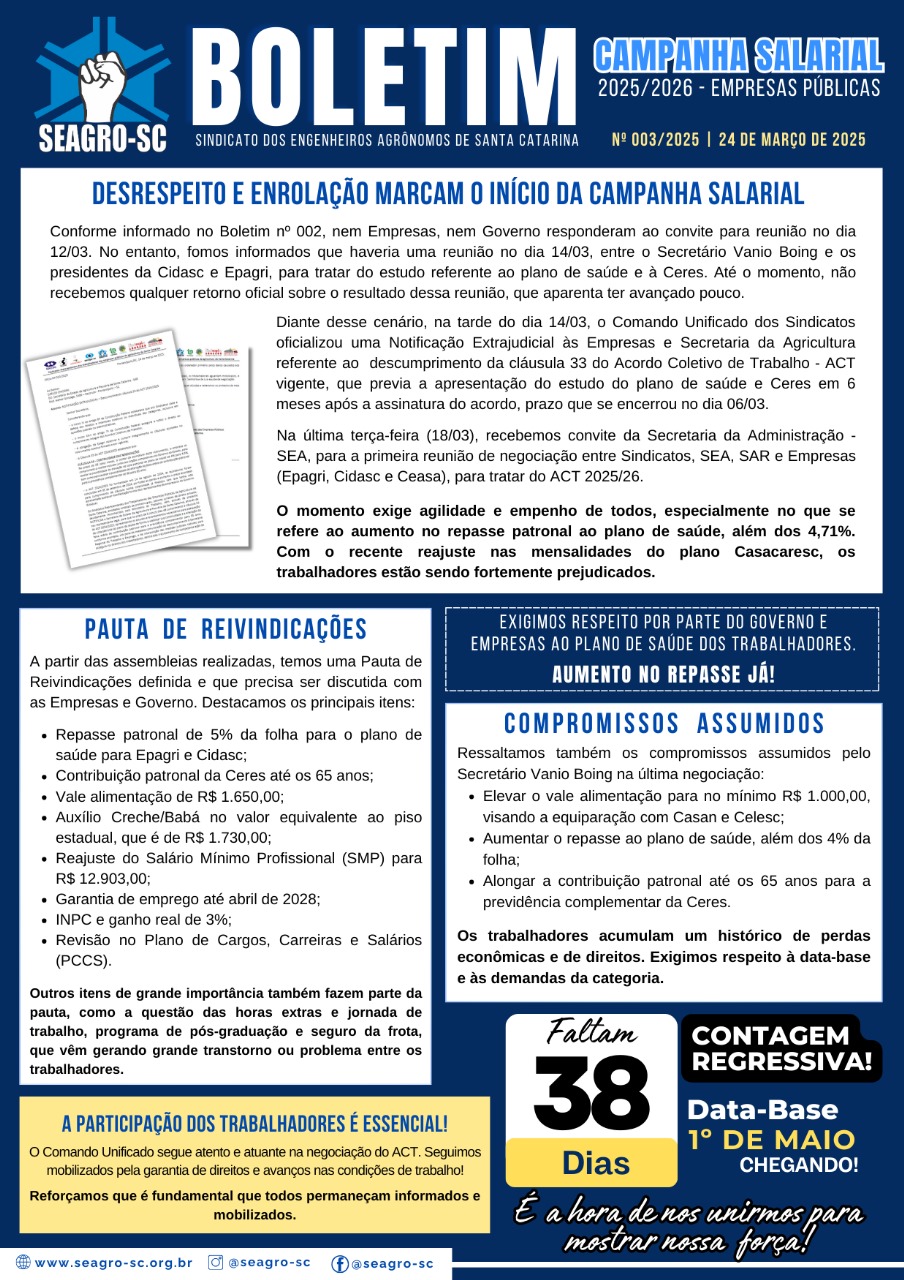 BOLETIM
SEAGRO-SC
SINDICATO DOS ENGENHEIROS AGRÔNOMOS DE SANTA CATARINA
CAMPANHA SALARIAL
2025/2026 - EMPRESAS PÚBLICAS
Nº 003/2025 | 24 DE MARÇO DE 2025
DESRESPEITO E ENROLAÇÃO MARCAM O INÍCIO DA CAMPANHA SALARIAL
Conforme informado no Boletim nº 002, nem Empresas, nem Governo responderam ao convite para reunião no dia
12/03. No entanto, fomos informados que haveria uma reunião no dia 14/03, entre o Secretário Vanio Boing e os
presidentes da Cidasc e Epagri, para tratar do estudo referente ao plano de saúde e à Ceres. Até o momento, não
recebemos qualquer retorno oficial sobre o resultado dessa reunião, que aparenta ter avançado pouco.
Diante desse cenário, na tarde do dia 14/03, o Comando Unificado dos Sindicatos
oficializou uma Notificação Extrajudicial às Empresas e Secretaria da Agricultura
referente ao descumprimento da cláusula 33 do Acordo Coletivo de Trabalho - ACT
vigente, que previa a apresentação do estudo do plano de saúde e Ceres em 6
meses após a assinatura do acordo, prazo que se encerrou no dia 06/03.
Na última terça-feira (18/03), recebemos convite da Secretaria da Administração -
SEA, para a primeira reunião de negociação entre Sindicatos, SEA, SAR e Empresas
(Epagri, Cidasc e Ceasa), para tratar do ACT 2025/26.
O momento exige agilidade e empenho de todos, especialmente no que se
refere ao aumento no repasse patronal ao plano de saúde, além dos 4,71%.
Com o recente reajuste nas mensalidades do plano Casacaresc, os
trabalhadores estão sendo fortemente prejudicados.
PAUTA DE REIVINDICAÇÕES
A partir das assembleias realizadas, temos uma Pauta de
Reivindicações definida e que precisa ser discutida com
as Empresas e Governo. Destacamos os principais itens:
• Repasse patronal de 5% da folha para o plano de
saúde para Epagri e Cidasc;
• Contribuição patronal da Ceres até os 65 anos;
• Vale alimentação de R$ 1.650,00;
• Auxílio Creche/Babá no valor equivalente ao piso
estadual, que é de R$ 1.730,00;
• Reajuste do Salário Mínimo Profissional (SMP) para
R$ 12.903,00;
• Garantia de emprego até abril de 2028;
• INPC e ganho real de 3%;
• Revisão no Plano de Cargos, Carreiras e Salários
(PCCS).
Outros itens de grande importância também fazem parte da
pauta, como a questão das horas extras e jornada de
trabalho, programa de pós-graduação e seguro da frota,
que vêm gerando grande transtorno ou problema entre os
trabalhadores.
EXIGIMOS RESPEITO POR PARTE DO GOVERNO E
EMPRESAS AO PLANO DE SAÚDE DOS TRABALHADORES.
AUMENTO NO REPASSE JÁ!
COMPROMISSOS ASSUMIDOS
Ressaltamos também os compromissos assumidos pelo
Secretário Vanio Boing na última negociação:
• Elevar o vale alimentação para no mínimo R$ 1.000,00,
visando a equiparação com Casan e Celesc;
• Aumentar o repasse ao plano de saúde, além dos 4% da
folha;
• Alongar a contribuição patronal até os 65 anos para a
previdência complementar da Ceres.
Os trabalhadores acumulam um histórico de perdas
econômicas e de direitos. Exigimos respeito à data-base
e às demandas da categoria.
A PARTICIPAÇÃO DOS TRABALHADORES É ESSENCIAL!
O Comando Unificado segue atento e atuante na negociação do ACT. Seguimos
mobilizados pela garantia de direitos e avanços nas condições de trabalho!
Reforçamos que é fundamental que todos permaneçam informados e
mobilizados.
Faltam
38
Dias
CONTAGEM
REGRESSIVA!
Data-Base
1º DE MAIO
CHEGANDO!
É a hora de nos unirmos para
mostrar nossa força!
www.seagro-sc.org.br
@seagro-sc
@seagro-sc